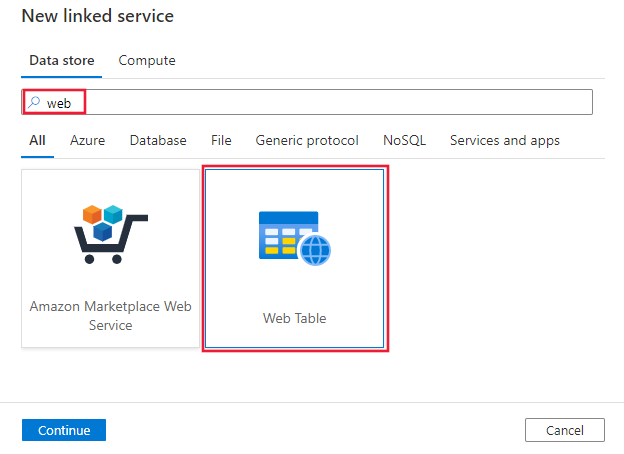 New linked service
Data store Compute
web
All Azure Database File Generic protocol NoSQL Services and apps
Amazon Marketplace Web
Service
Web Table
Continue Cancel